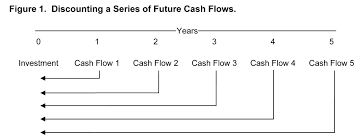 Figure 1. Discounting a Series of Future Cash Flows.
Years
0 1 2 3 4 5
Investment Cash Flow 1 Cash Flow 2 Cash Flow 3 Cash Flow 4 Cash Flow 5